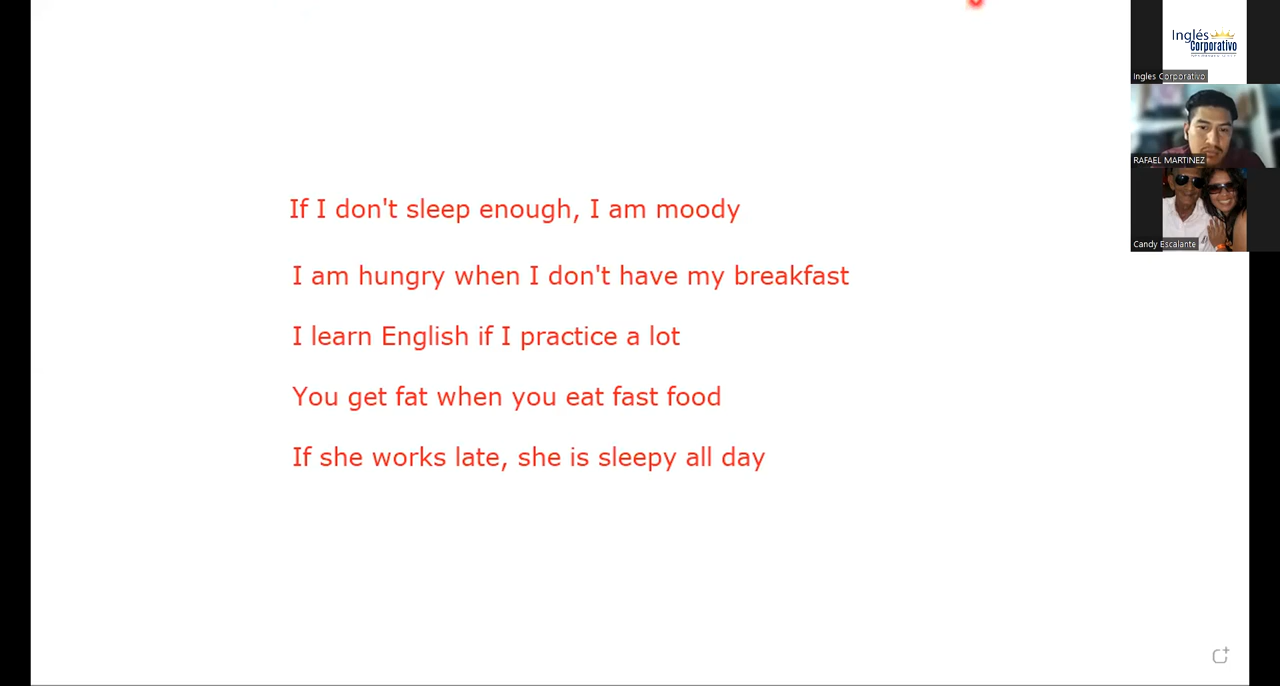 Inglés
Corporativo
Ingles Corporativo
RAFAEL MARTINEZ
Candy Escalante
If I don't sleep enough, I am moody
I am hungry when I don't have my breakfast
I learn English if I practice a lot
You get fat when you eat fast food
If she works late, she is sleepy all day